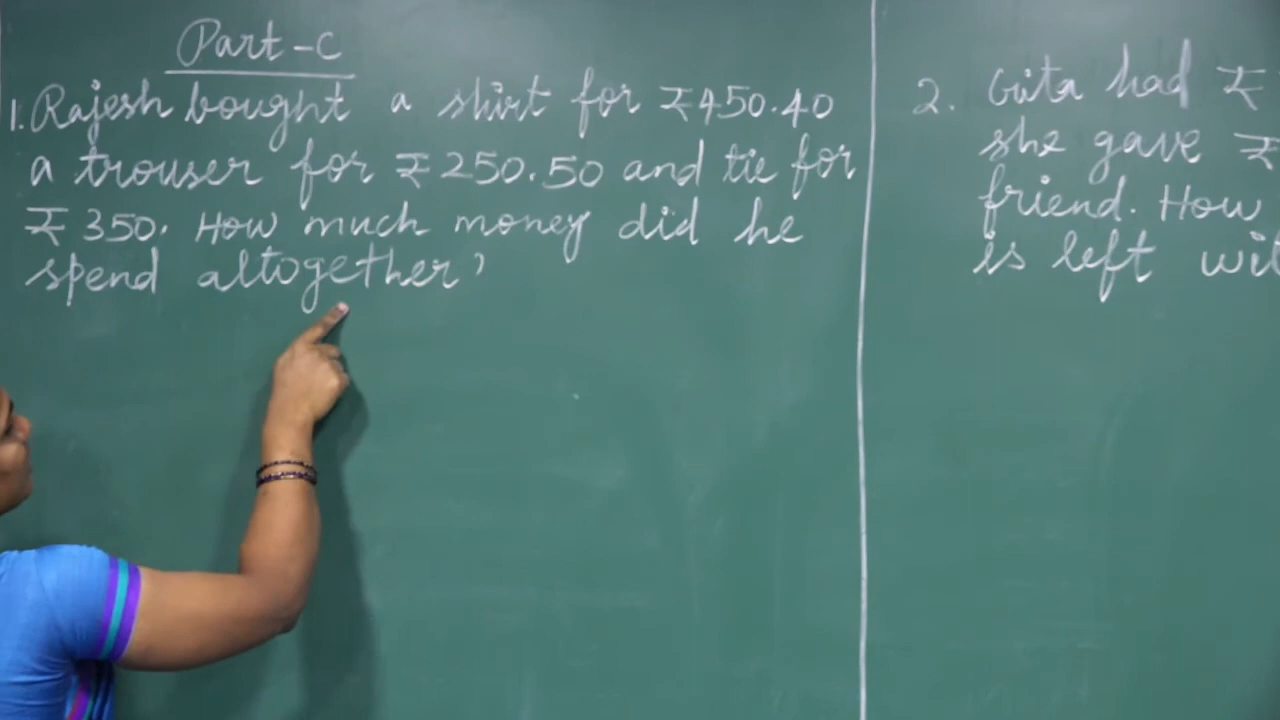 Part-C
1. Rajesh bought a shirt for ₹450.40
a trouser for ₹250.50 and tie for
₹350. How much money did he
spend altogether?
2. Gita had ₹
she gave ₹
friend. How
is left wi